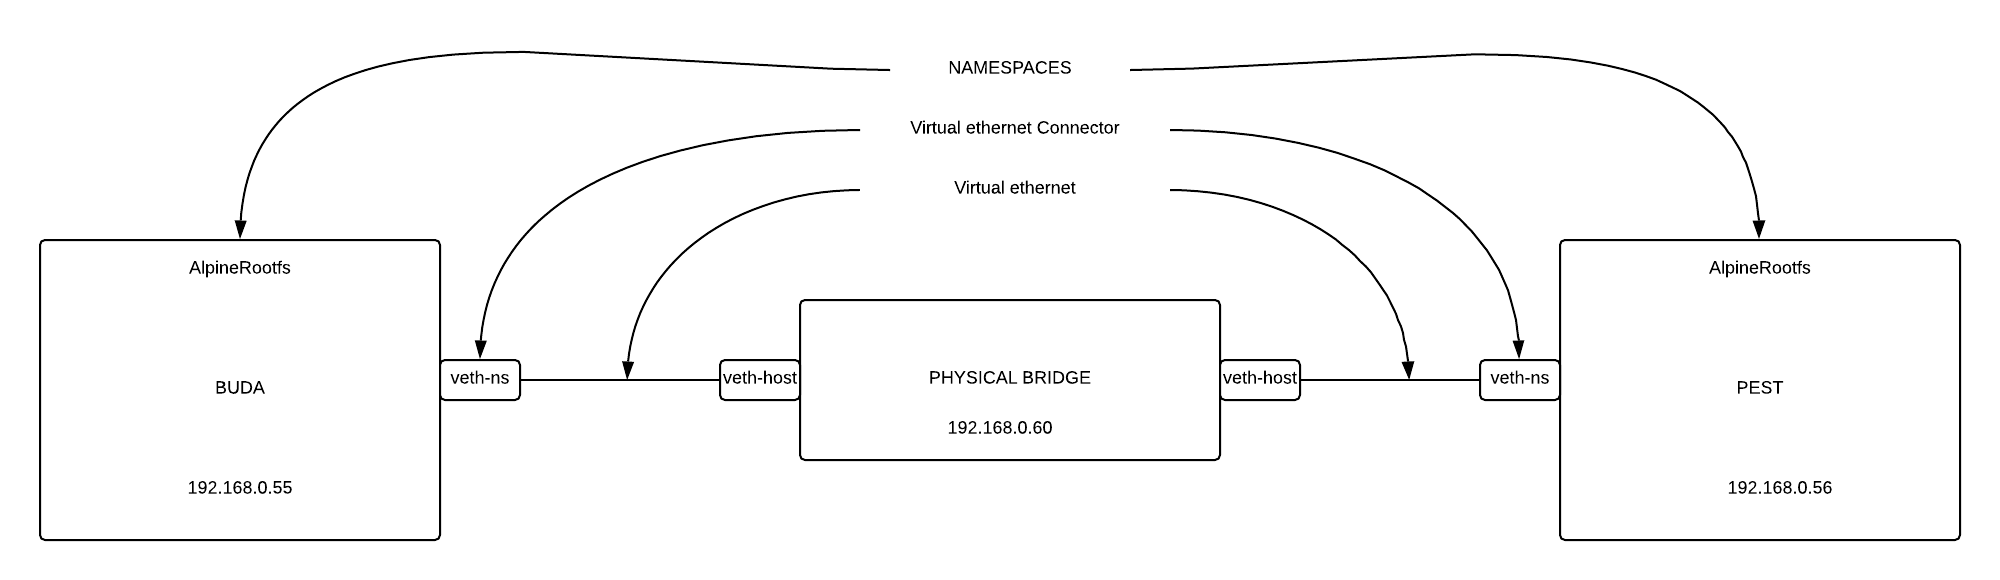 NAMESPACES
Virtual ethernet Connector
Virtual ethernet
AlpineRootfs
BUDA
192.168.0.55
veth-ns
veth-host
PHYSICAL BRIDGE
192.168.0.60
veth-host
veth-ns
AlpineRootfs
PEST
192.168.0.56